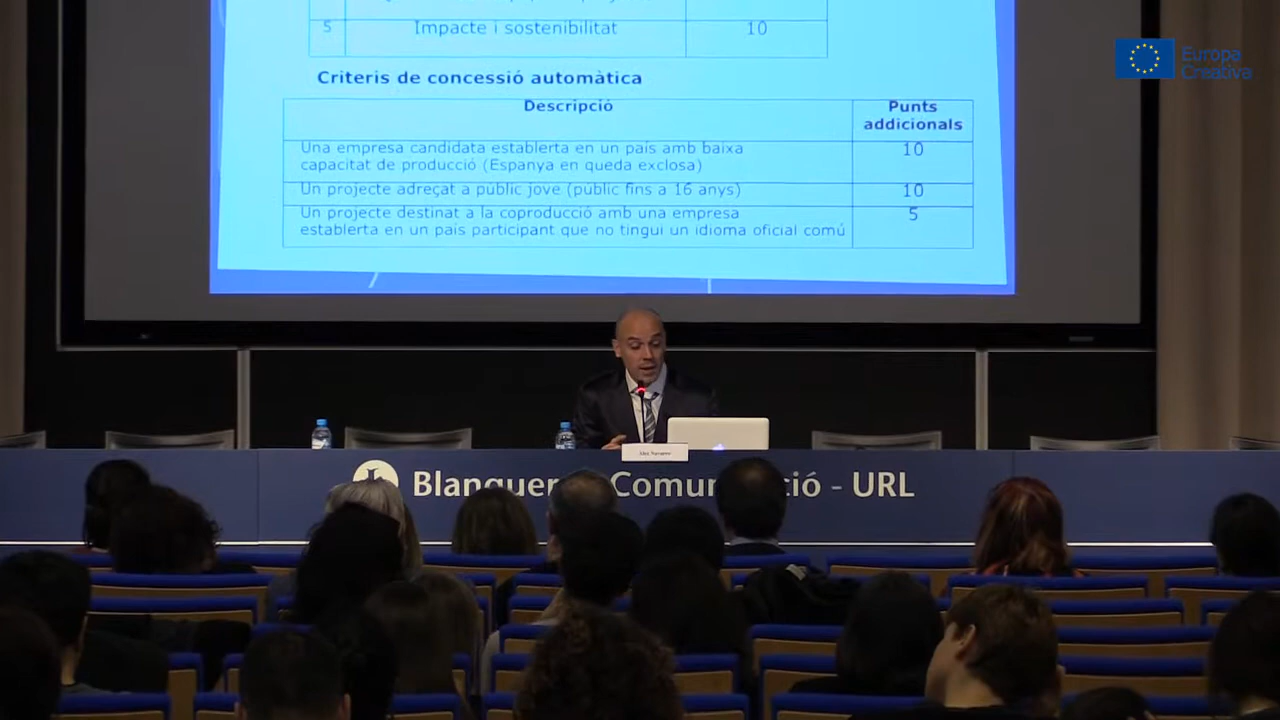 5 Impacte i sostenibilitat 10
Europa
Creativa
Criteris de concessió automàtica
Descripció
Punts
addicionals
Una empresa candidata establerta en un país amb baixa
capacitat de producció (Espanya en queda exclosa)
10
Un projecte adreçat a públic jove (públic fins a 16 anys)
10
Un projecte destinat a la coproducció amb una empresa
establerta en un país participant que no tingui un idioma oficial comú
5
Blanquer Comun ció - URL